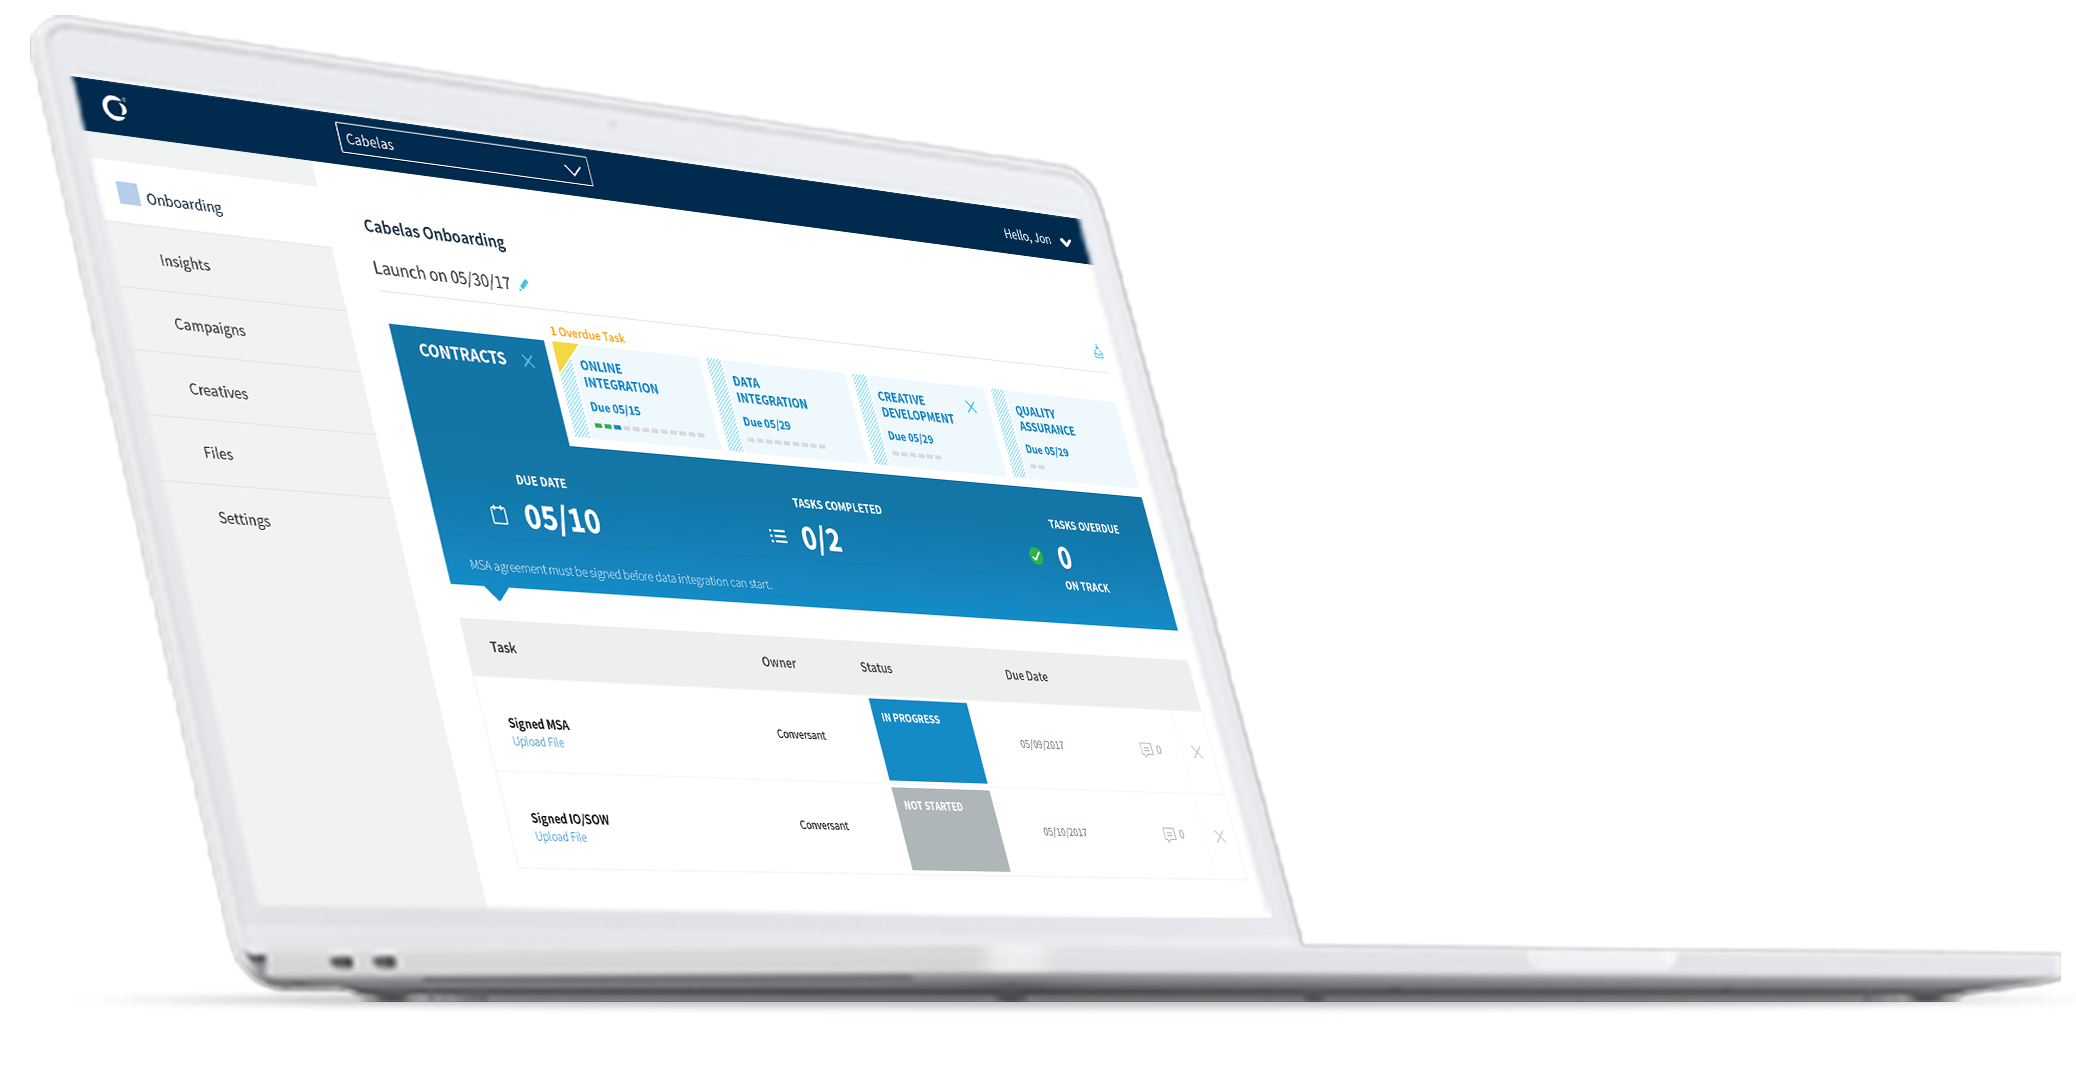 Cabelas
Hello, Jon
Onboarding
Insights
Campaigns
Creatives
Files
Settings
Cabelas Onboarding
Launch on 05/30/17
1 Overdue Task
CONTRACTS
ONLINE
INTEGRATION
Due 05/15
DATA
INTEGRATION
Due 05/29
CREATIVE
DEVELOPMENT
Due 05/29
QUALITY
ASSURANCE
Due 05/29
DUE DATE
05/10
TASKS COMPLETED
0/2
TASKS OVERDUE
0
ON TRACK
MSA agreement must be signed before data integration can start.
Task Owner Status Due Date
Signed MSA
Upload File
Conversant
IN PROGRESS
05/09/2017
0
Signed IO/SOW
Upload File
Conversant
NOT STARTED
05/10/2017
0